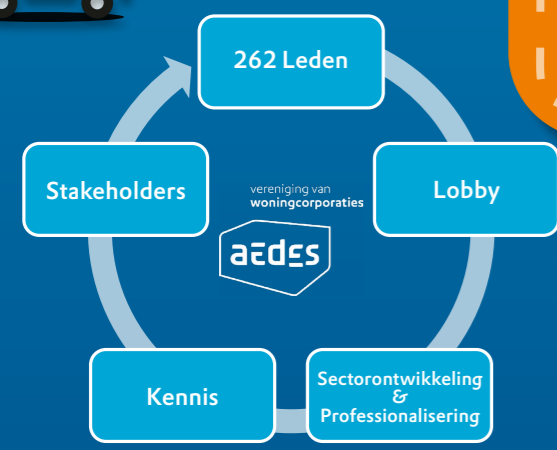 262 Leden
Stakeholders
Lobby
vereniging van
woningcorporaties
aedes
Kennis
Sectorontwikkeling
&
Professionalisering